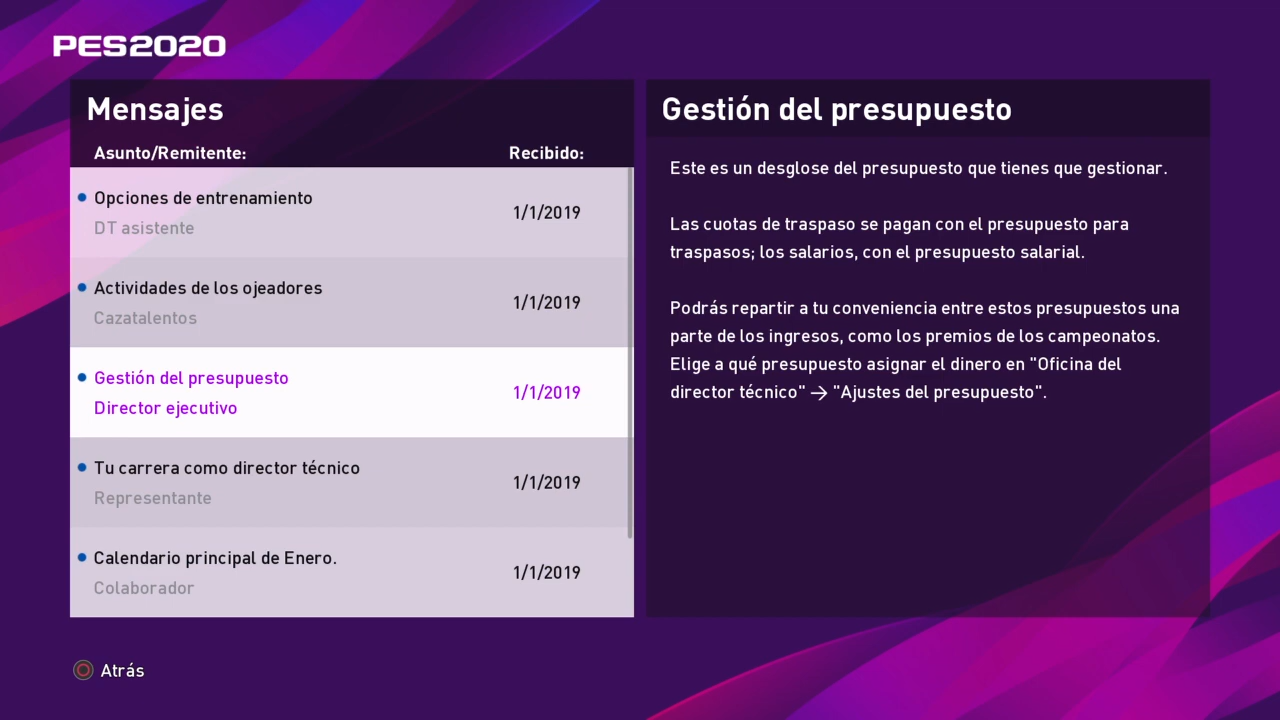 PES2020
Mensajes
Asunto/Remitente: Recibido:
Opciones de entrenamiento
DT asistente
1/1/2019
Actividades de los ojeadores
Cazatalentos
1/1/2019
Gestión del presupuesto
Director ejecutivo
1/1/2019
Tu carrera como director técnico
Representante
1/1/2019
Calendario principal de Enero.
Colaborador
1/1/2019
Gestión del presupuesto
Este es un desglose del presupuesto que tienes que gestionar.
Las cuotas de traspaso se pagan con el presupuesto para
traspasos; los salarios, con el presupuesto salarial.
Podrás repartir a tu conveniencia entre estos presupuestos una
parte de los ingresos, como los premios de los campeonatos.
Elige a qué presupuesto asignar el dinero en "Oficina del
director técnico" → "Ajustes del presupuesto".
Atrás